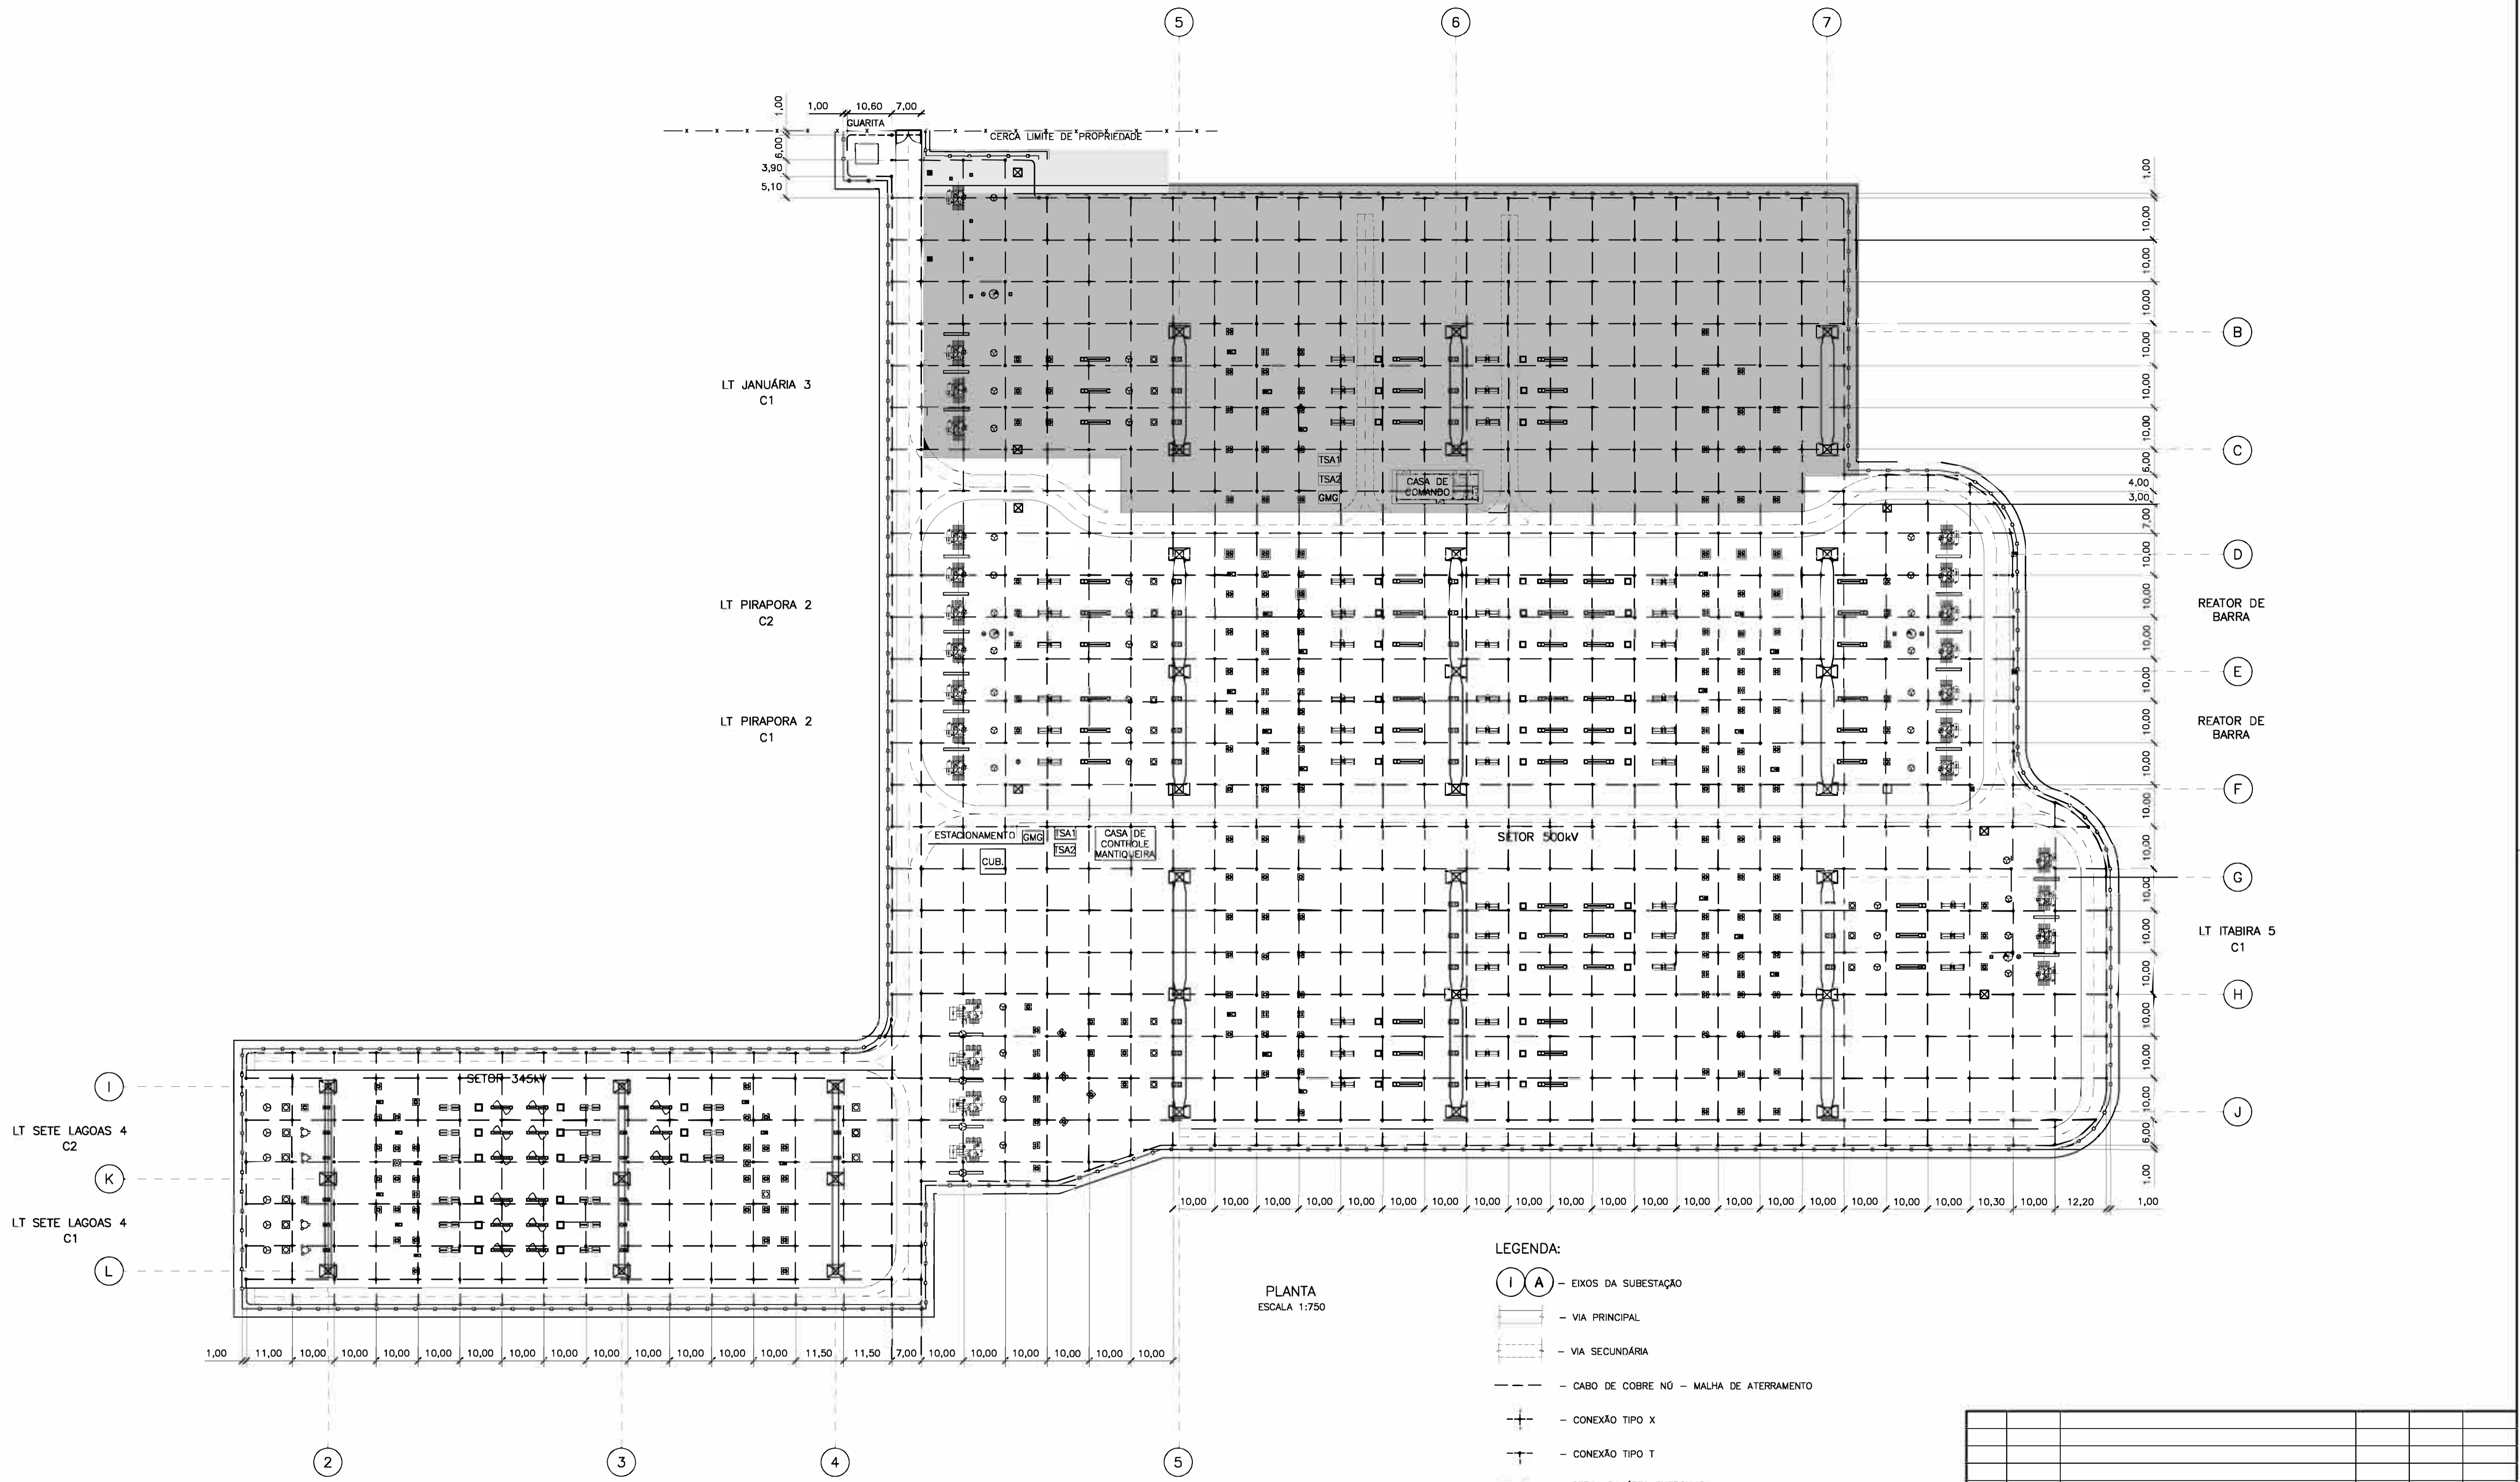 5
6
7
1,00
10,60
7,00
1,00
GUARITA
CERCA LIMITE DE PROPRIEDADE
6,00
3,90
5,10
1,00
10,00
10,00
10,00
10,00
B
LT JANUÁRIA 3
C1
10,00
10,00
C
6,00
TSA1
TSA2
GMG
CASA DE
COMANDO
4,00
3,00
7,00
D
10,00
LT PIRAPORA 2
C2
10,00
REATOR DE
BARRA
10,00
E
10,00
LT PIRAPORA 2
C1
10,00
REATOR DE
BARRA
10,00
F
10,00
ESTACIONAMENTO
GMG
TSA1
TSA2
CUB.
CASA DE
CONTROLE
MANTIQUEIRA
SETOR 500kV
10,00
G
10,00
10,00
LT ITABIRA 5
C1
10,00
H
10,00
10,00
I
SETOR 345kV
10,00
J
LT SETE LAGOAS 4
C2
6,00
K
1,00
10,00 10,00 10,00 10,00 10,00 10,00 10,00 10,00 10,00 10,00 10,00 10,00 10,00 10,00 10,00 10,00 10,00 10,00 10,00 10,30 10,00 12,20 1,00
LT SETE LAGOAS 4
C1
L
1,00 11,00 10,00 10,00 10,00 10,00 10,00 10,00 10,00 10,00 10,00 10,00 10,00 11,50 11,50 7,00 10,00 10,00 10,00 10,00 10,00 10,00
PLANTA
ESCALA 1:750
LEGENDA:
I A – EIXOS DA SUBESTAÇÃO
– VIA PRINCIPAL
– VIA SECUNDÁRIA
– CABO DE COBRE NÚ – MALHA DE ATERRAMENTO
– CONEXÃO TIPO X
– CONEXÃO TIPO T
2
3
4
5